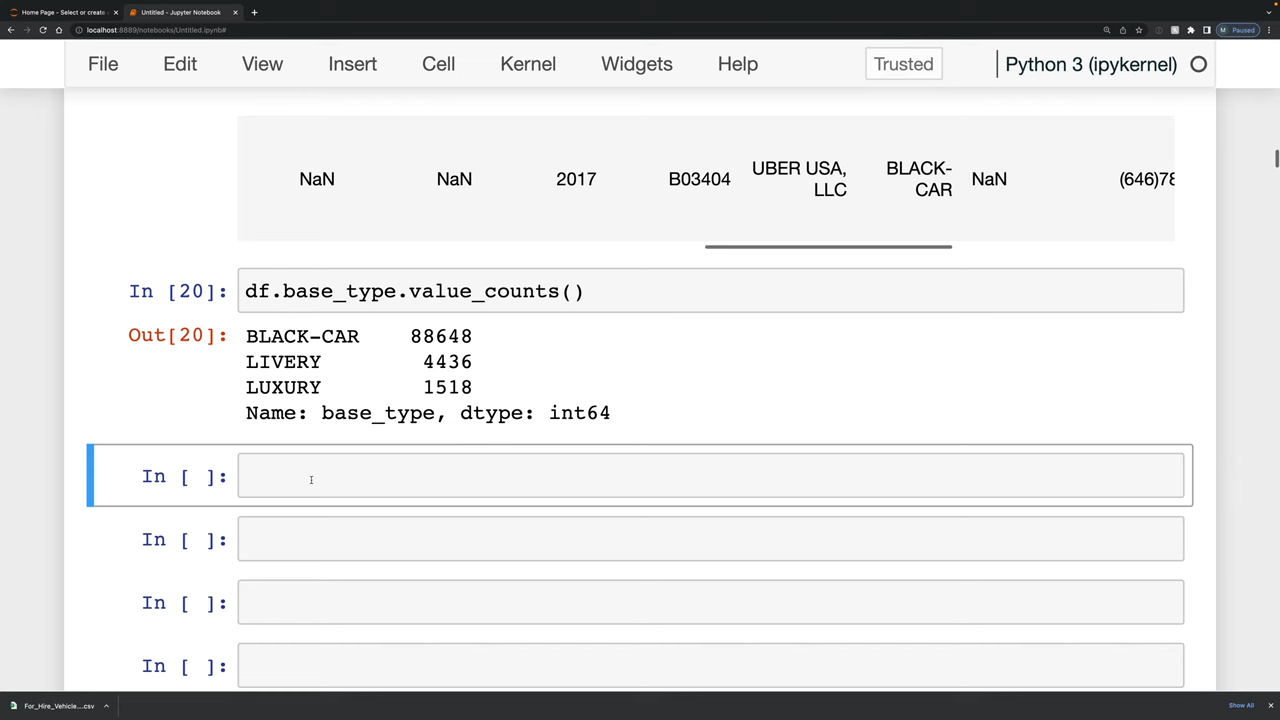 Home Page - Select or create a
Untitled - Jupyter Notebook
localhost:8889/notebooks/Untitled.ipynb#
M Paused
File Edit View Insert Cell Kernel Widgets Help Trusted Python 3 (ipykernel)
NaN NaN 2017 B03404 UBER USA, LLC BLACK-CAR NaN (646)78
In [20]: df.base_type.value_counts()
Out[20]: BLACK-CAR 88648
LIVERY 4436
LUXURY 1518
Name: base_type, dtype: int64
In [ ]:
In [ ]:
In [ ]:
In [ ]:
For_Hire_Vehicle....csv
Show All